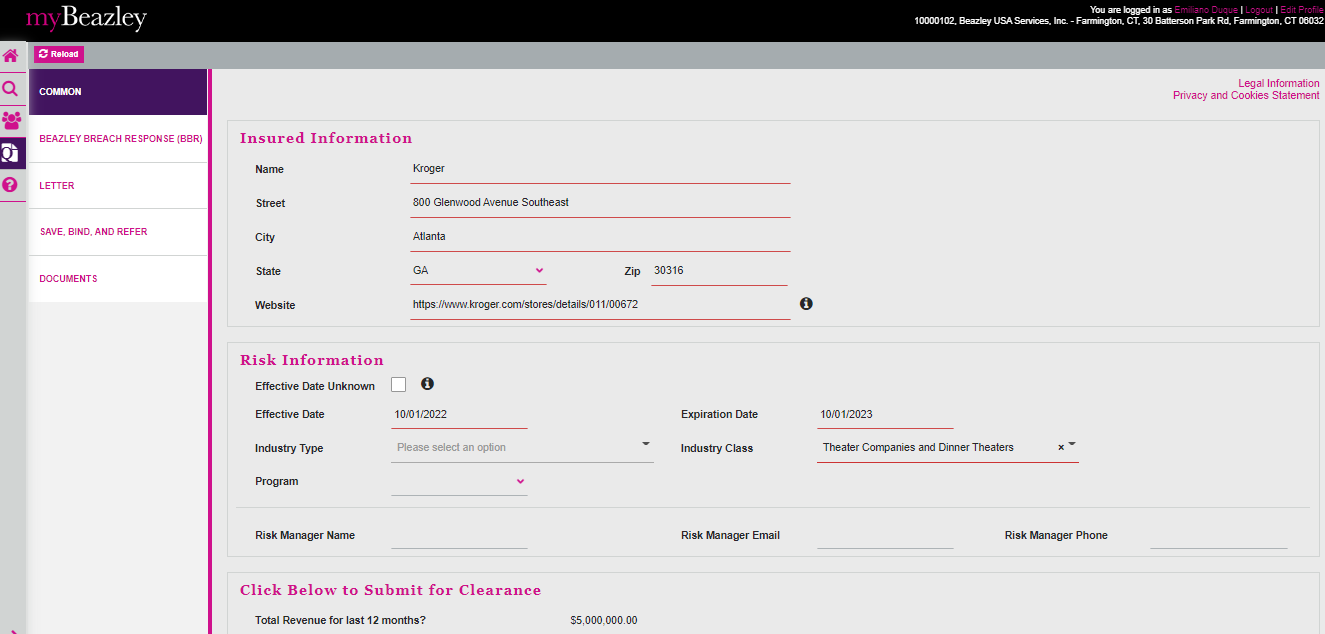 myBeazley
You are logged in as Emiliano Duque | Logout | Edit Profile
10000102, Beazley USA Services, Inc. - Farmington, CT, 30 Batterson Park Rd, Farmington, CT 06032
Reload
COMMON
BEAZLEY BREACH RESPONSE (BBR)
LETTER
SAVE, BIND, AND REFER
DOCUMENTS
Legal Information
Privacy and Cookies Statement
Insured Information
Name Kroger
Street 800 Glenwood Avenue Southeast
City Atlanta
State GA Zip 30316
Website https://www.kroger.com/stores/details/011/00672
Risk Information
Effective Date Unknown
Effective Date 10/01/2022 Expiration Date 10/01/2023
Industry Type Please select an option Industry Class Theater Companies and Dinner Theaters ×
Program
Risk Manager Name Risk Manager Email Risk Manager Phone
Click Below to Submit for Clearance
Total Revenue for last 12 months? $5,000,000.00